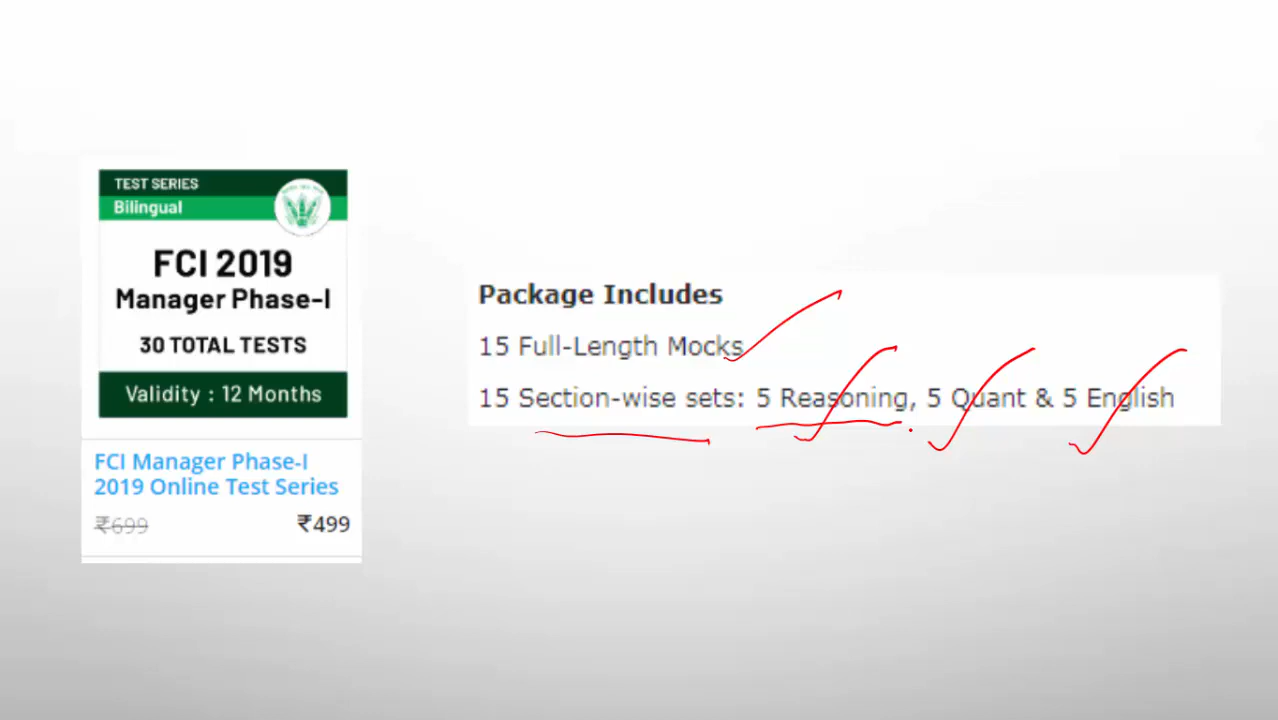 TEST SERIES
Bilingual
FCI 2019
Manager Phase-I
30 TOTAL TESTS
Validity : 12 Months
FCI Manager Phase-I
2019 Online Test Series
₹699 ₹499
Package Includes
15 Full-Length Mocks
15 Section-wise sets: 5 Reasoning, 5 Quant & 5 English